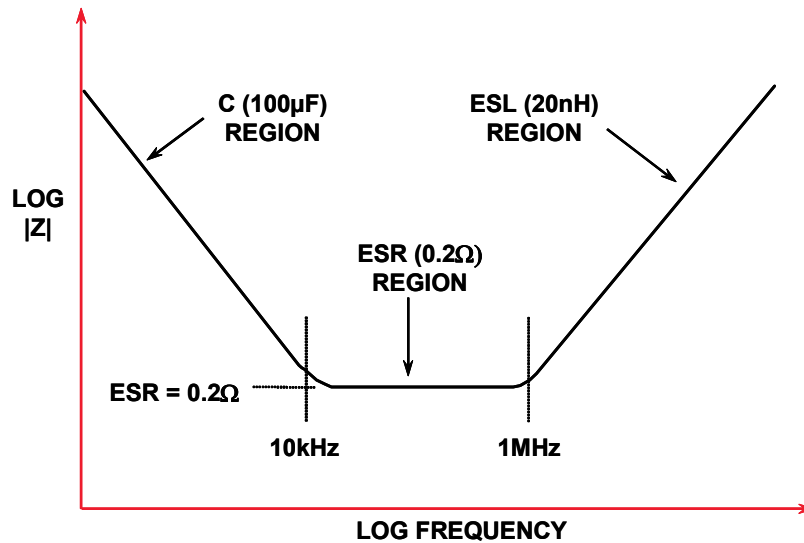 C (100µF)
REGION
ESL (20nH)
REGION
LOG
|Z|
ESR (0.2Ω)
REGION
ESR = 0.2Ω
10kHz
1MHz
LOG FREQUENCY